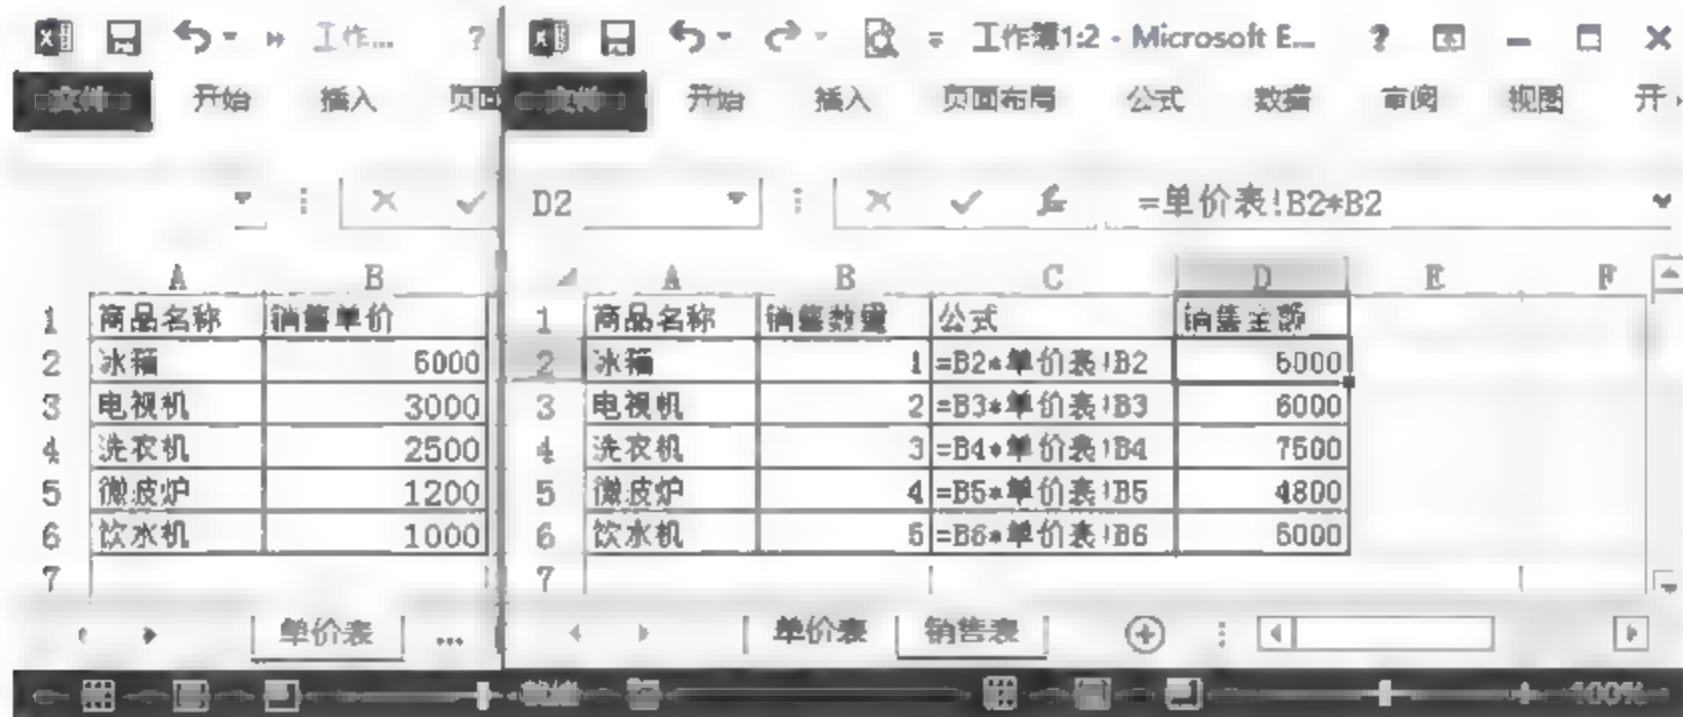 工作...
?
开始 插入 页面
A B
1 商品名称 销售单价
2 冰箱 5000
3 电视机 3000
4 洗衣机 2500
5 微波炉 1200
6 饮水机 1000
7
单价表 ...
工作簿1:2 - Microsoft E... ?
文件 开始 插入 页面布局 公式 数据 审阅 视图 开
D2 fx =单价表!B2*B2
A B C D E F
1 商品名称 销售数量 公式 销售金额
2 冰箱 1 =B2*单价表!B2 5000
3 电视机 2 =B3*单价表!B3 6000
4 洗衣机 3 =B4*单价表!B4 7500
5 微波炉 4 =B5*单价表!B5 4800
6 饮水机 5 =B6*单价表!B6 5000
7
单价表 销售表
100%